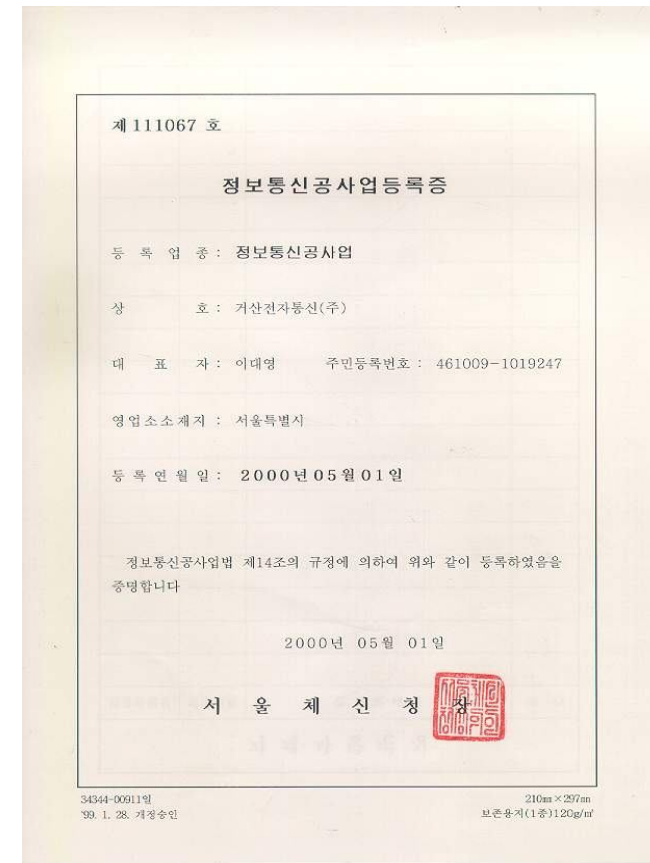 제 111067 호
정보통신공사업등록증
등 록 업 종 : 정보통신공사업
상 호 : 거산전자통신(주)
대 표 자 : 이대영 주민등록번호 : 461009-1019247
영업소소재지 : 서울특별시
등 록 연 월 일 : 2000년 05월 01일
정보통신공사업법 제14조의 규정에 의하여 위와 같이 등록하였음을
증명합니다
2000년 05월 01일
서 울 체 신 청 장
34344-00911일 210㎜×297㎜
'99. 1. 28. 개정승인 보존용지(1종)120g/㎡